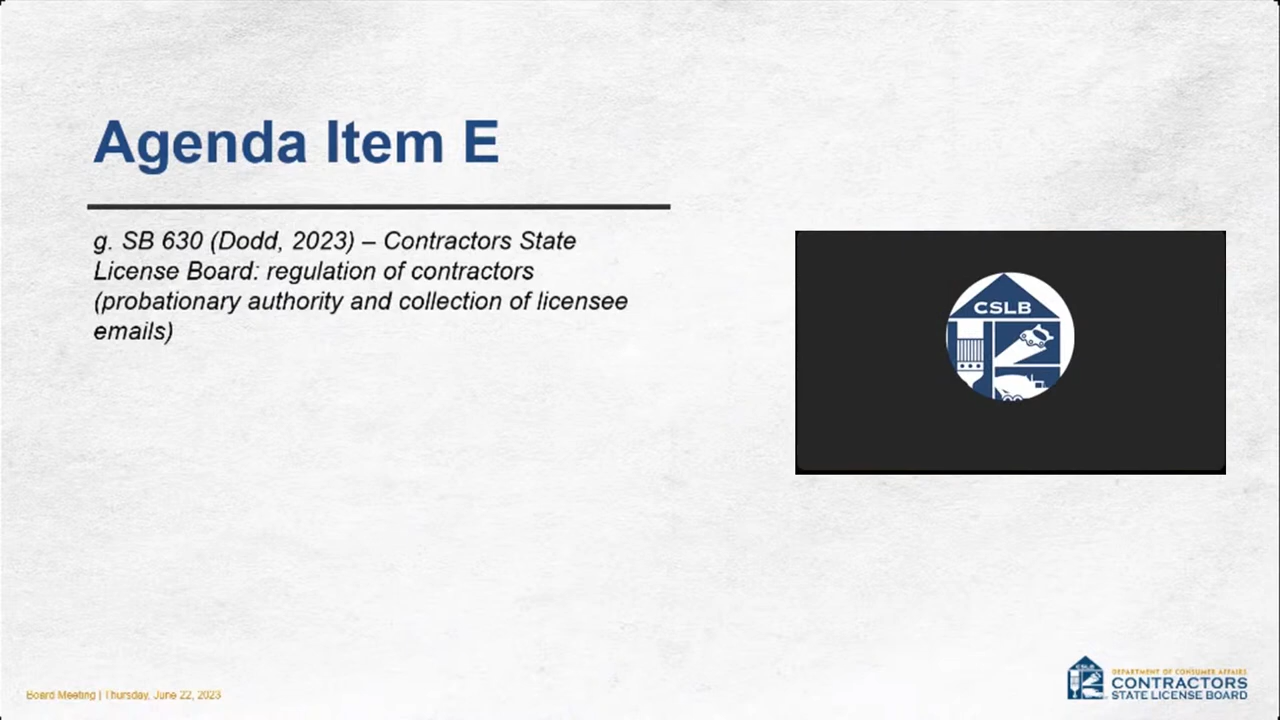 Agenda Item E
g. SB 630 (Dodd, 2023) – Contractors State
License Board: regulation of contractors
(probationary authority and collection of licensee
emails)
CSLB
Board Meeting | Thursday, June 22, 2023
CSLB
DEPARTMENT OF CONSUMER AFFAIRS
CONTRACTORS
STATE LICENSE BOARD